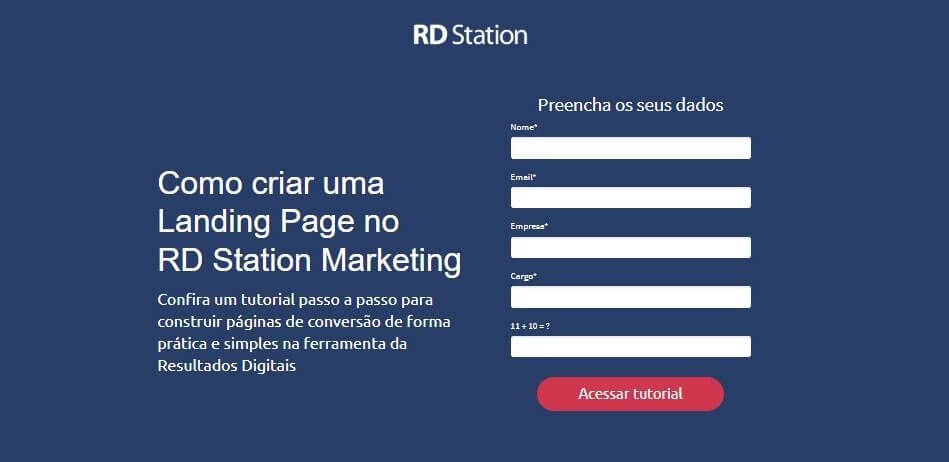 RD Station
Como criar uma
Landing Page no
RD Station Marketing
Confira um tutorial passo a passo para
construir páginas de conversão de forma
prática e simples na ferramenta da
Resultados Digitais
Preencha os seus dados
Nome*
Email*
Empresa*
Cargo*
11 + 10 = ?
Acessar tutorial